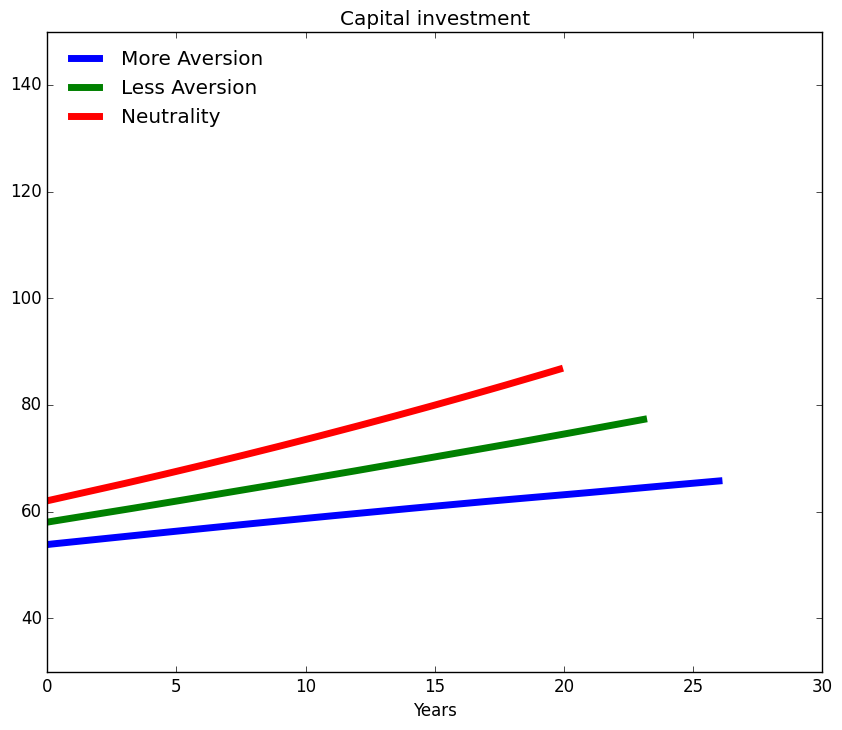 Capital investment
More Aversion
Less Aversion
Neutrality
140
120
100
80
60
40
0 5 10 15 20 25 30
Years